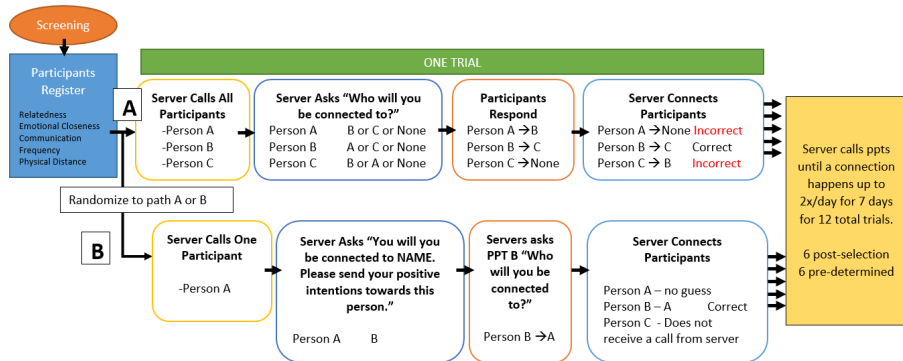 Screening
Participants
Register
Relatedness
Emotional Closeness
Communication
Frequency
Physical Distance
ONE TRIAL
A
Server Calls All
Participants
-Person A
-Person B
-Person C
Server Asks “Who will you
be connected to?”
Person A B or C or None
Person B A or C or None
Person C B or A or None
Participants
Respond
Person A → B
Person B → C
Person C → None
Server Connects
Participants
Person A → None Incorrect
Person B → C Correct
Person C → B Incorrect
Randomize to path A or B
B
Server Calls One
Participant
-Person A
Server Asks "You will you
be connected to NAME.
Please send your positive
intentions towards this
person.”
Person A B
Servers asks
PPT B “Who
will you be
connected
to?”
Person B → A
Server Connects
Participants
Person A – no guess
Person B – A Correct
Person C - Does not
receive a call from server
Server calls ppts
until a connection
happens up to
2x/day for 7 days
for 12 total trials.
6 post-selection
6 pre-determined